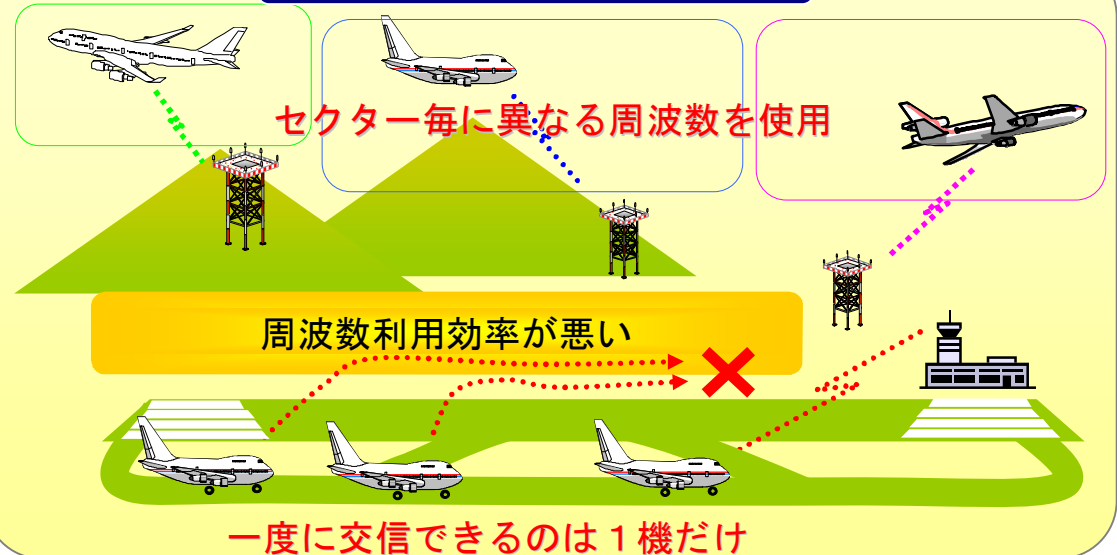 セクター毎に異なる周波数を使用
周波数利用効率が悪い
一度に交信できるのは１機だけ